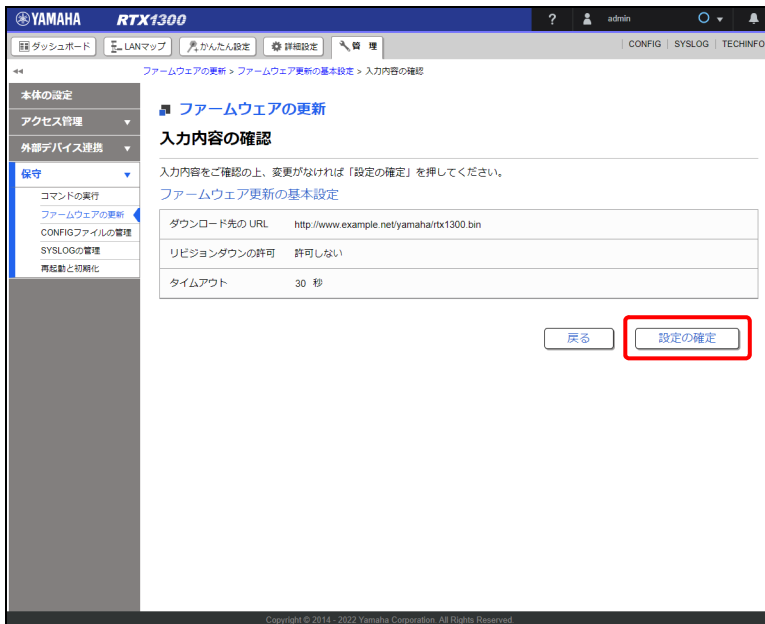 YAMAHA RTX1300 ? admin
ダッシュボード LANマップ かんたん設定 詳細設定 管 理 CONFIG SYSLOG TECHINFO
ファームウェアの更新 > ファームウェア更新の基本設定 > 入力内容の確認
本体の設定
アクセス管理
外部デバイス連携
保守
コマンドの実行
ファームウェアの更新
CONFIGファイルの管理
SYSLOGの管理
再起動と初期化
ファームウェアの更新
入力内容の確認
入力内容をご確認の上、変更がなければ「設定の確定」を押してください。
ファームウェア更新の基本設定
ダウンロード先の URL http://www.example.net/yamaha/rtx1300.bin
リビジョンダウンの許可 許可しない
タイムアウト 30 秒
戻る 設定の確定
Copyright © 2014 - 2022 Yamaha Corporation. All Rights Reserved.